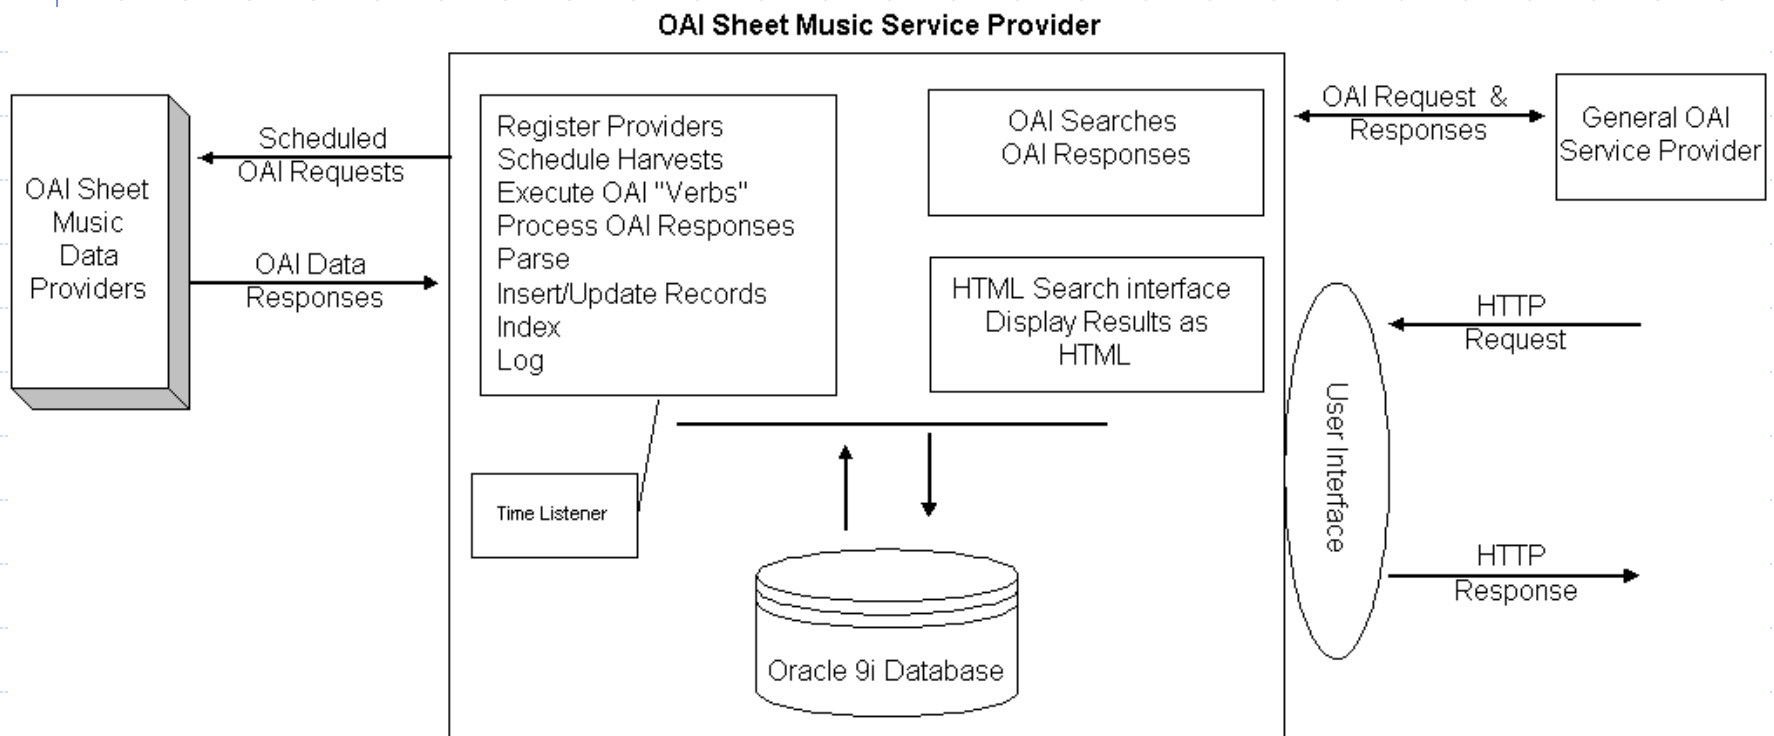 OAI Sheet Music Service Provider
OAI Sheet
Music
Data
Providers
Scheduled
OAI Requests
OAI Data
Responses
Register Providers
Schedule Harvests
Execute OAI "Verbs"
Process OAI Responses
Parse
Insert/Update Records
Index
Log
Time Listener
OAI Searches
OAI Responses
HTML Search interface
Display Results as
HTML
Oracle 9i Database
OAI Request &
Responses
General OAI
Service Provider
User Interface
HTTP
Request
HTTP
Response